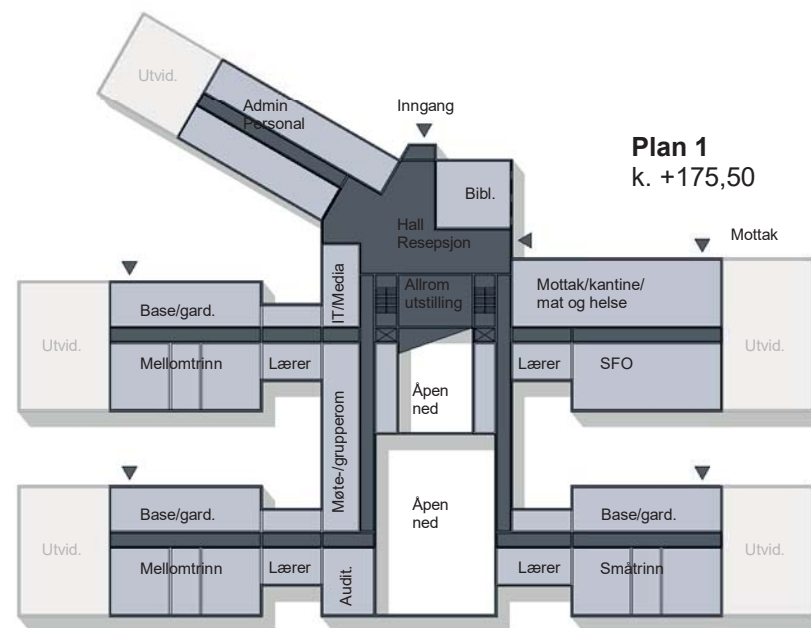 Utvid.
Admin
Personal
Inngang
Plan 1
k. +175,50
Bibl.
Hall
Resepsjon
Mottak
IT/Media
Allrom
utstilling
Mottak/kantine/
mat og helse
Base/gard.
Utvid.
Mellomtrinn
Lærer
Lærer
SFO
Utvid.
Åpen
ned
Møte-/grupperom
Åpen
ned
Base/gard.
Base/gard.
Utvid.
Mellomtrinn
Lærer
Audit.
Lærer
Småtrinn
Utvid.